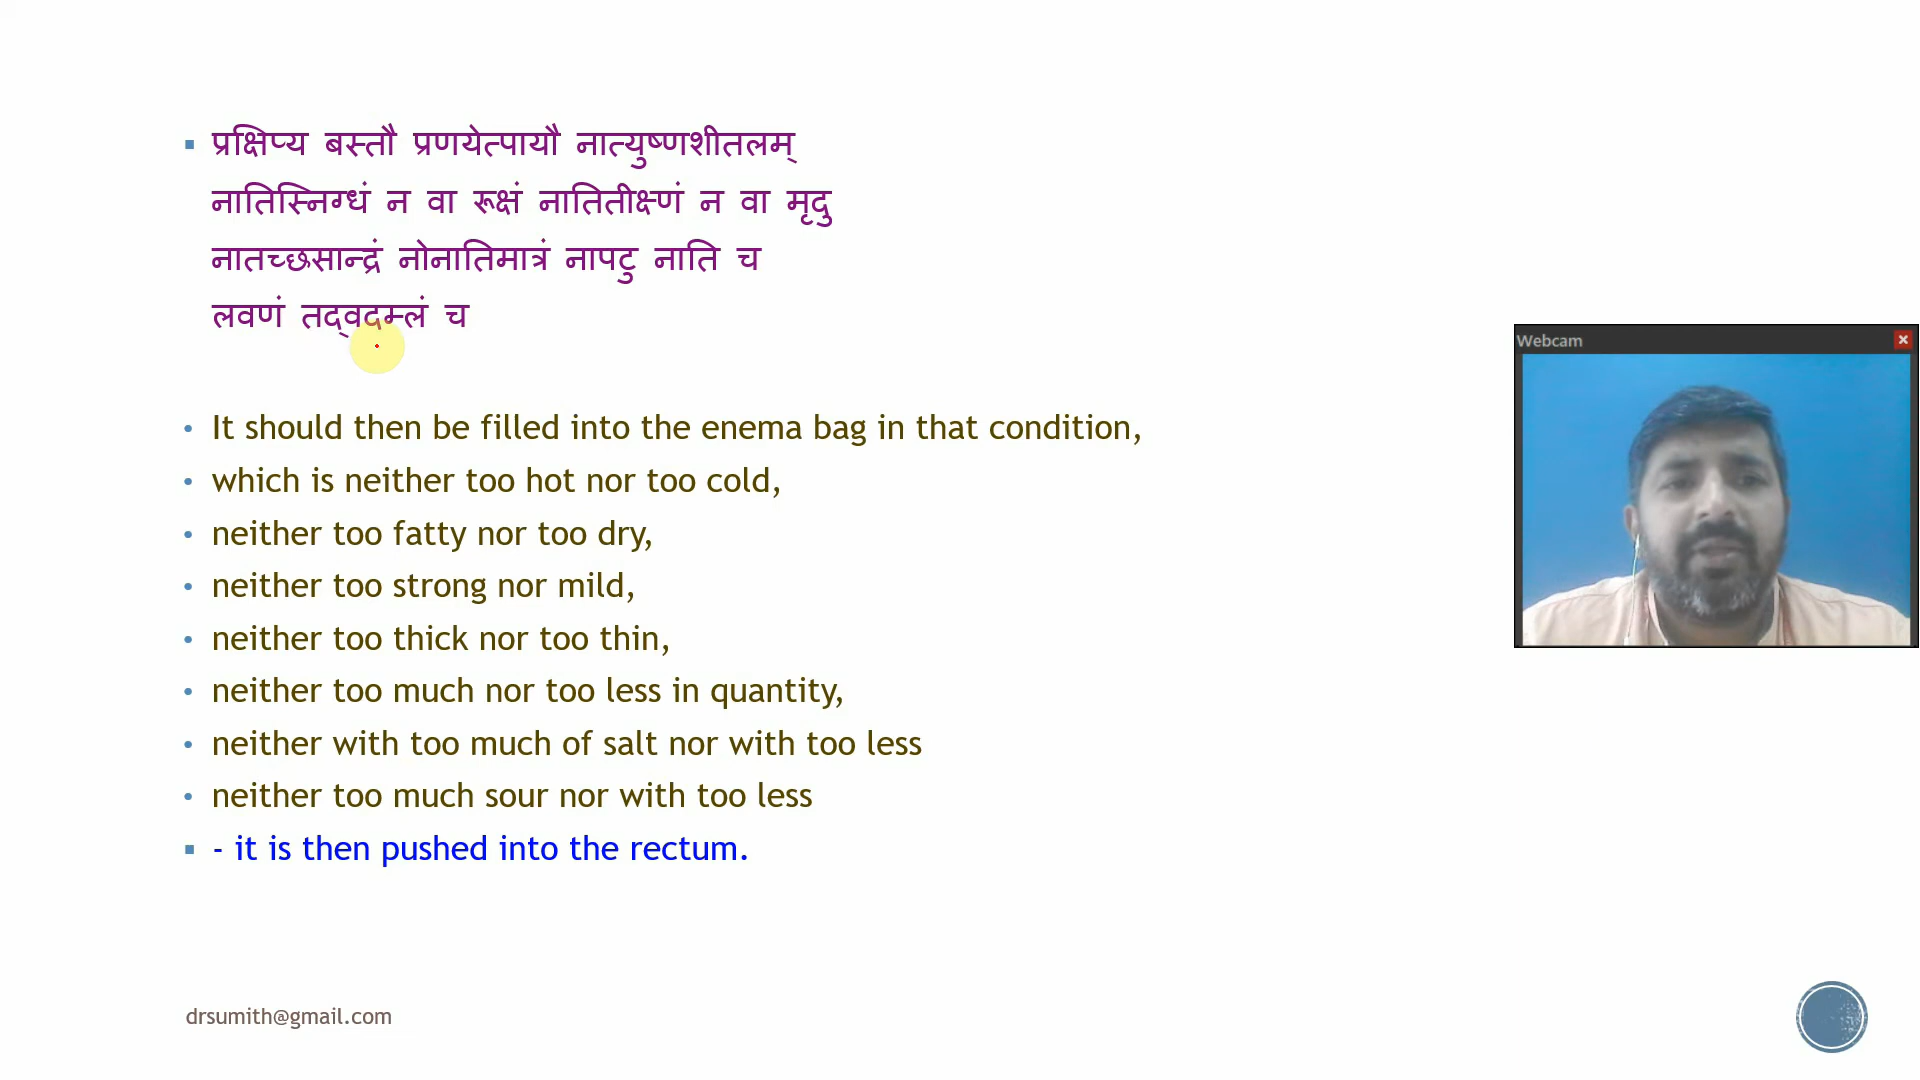 प्रक्षिप्य बस्तौ प्रणयेत्पायौ नात्युष्णशीतलम्
नातिस्निग्धं न वा रूक्षं नातितीक्ष्णं न वा मृदु
नातच्छसान्द्रं नोनातिमात्रं नापटु नाति च
लवणं तद्वदम्लं च
Webcam
It should then be filled into the enema bag in that condition,
which is neither too hot nor too cold,
neither too fatty nor too dry,
neither too strong nor mild,
neither too thick nor too thin,
neither too much nor too less in quantity,
neither with too much of salt nor with too less
neither too much sour nor with too less
- it is then pushed into the rectum.
drsumith@gmail.com